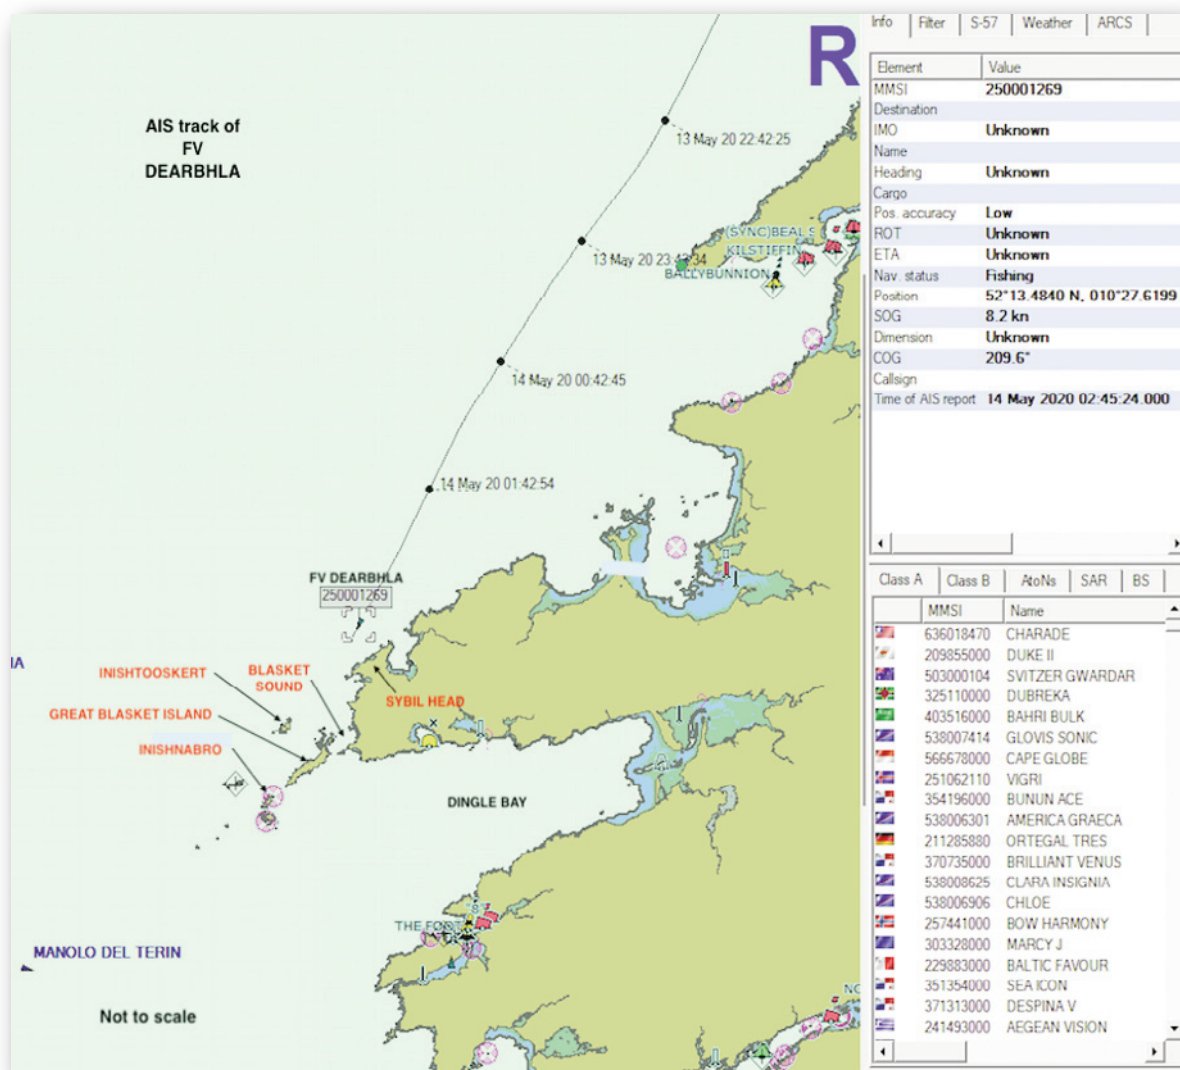 R
AIS track of
FV
DEARBHLA
13 May 20 22:42:25
(SYNC)BEAL S
KILSTIFFIN
13 May 20 23:42:34
BALLYBUNNION
14 May 20 00:42:45
14 May 20 01:42:54
FV DEARBHLA
250001269
IA
INISHTOOSKERT
BLASKET
SOUND
SYBIL HEAD
GREAT BLASKET ISLAND
INISHNABRO
DINGLE BAY
"8"
THE FOOT
MANOLO DEL TERIN
Not to scale
NO
Info Filter S-57 Weather ARCS
Element Value
MMSI 250001269
Destination
IMO Unknown
Name
Heading Unknown
Cargo
Pos. accuracy Low
ROT Unknown
ETA Unknown
Nav. status Fishing
Position 52°13.4840 N, 010°27.6199
SOG 8.2 kn
Dimension Unknown
COG 209.6°
Callsign
Time of AIS report 14 May 2020 02:45:24.000
Class A Class B AtoNs SAR BS
MMSI Name
636018470 CHARADE
209855000 DUKE II
503000104 SVITZER GWARDAR
325110000 DUBREKA
403516000 BAHRI BULK
538007414 GLOVIS SONIC
566678000 CAPE GLOBE
251062110 VIGRI
354196000 BUNUN ACE
538006301 AMERICA GRAECA
211285880 ORTEGAL TRES
370735000 BRILLIANT VENUS
538008625 CLARA INSIGNIA
538006906 CHLOE
257441000 BOW HARMONY
303328000 MARCY J
229883000 BALTIC FAVOUR
351354000 SEA ICON
371313000 DESPINA V
241493000 AEGEAN VISION